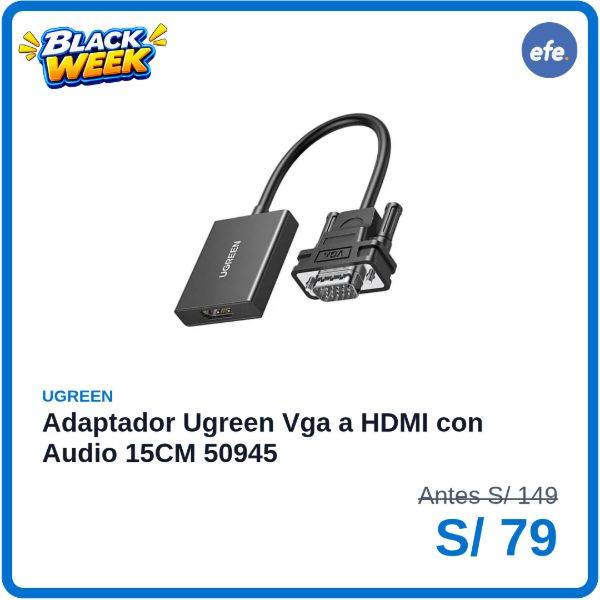 BLACK
WEEK
efe.
UGREEN
VGA
UGREEN
Adaptador Ugreen Vga a HDMI con
Audio 15CM 50945
Antes S/ 149
S/ 79